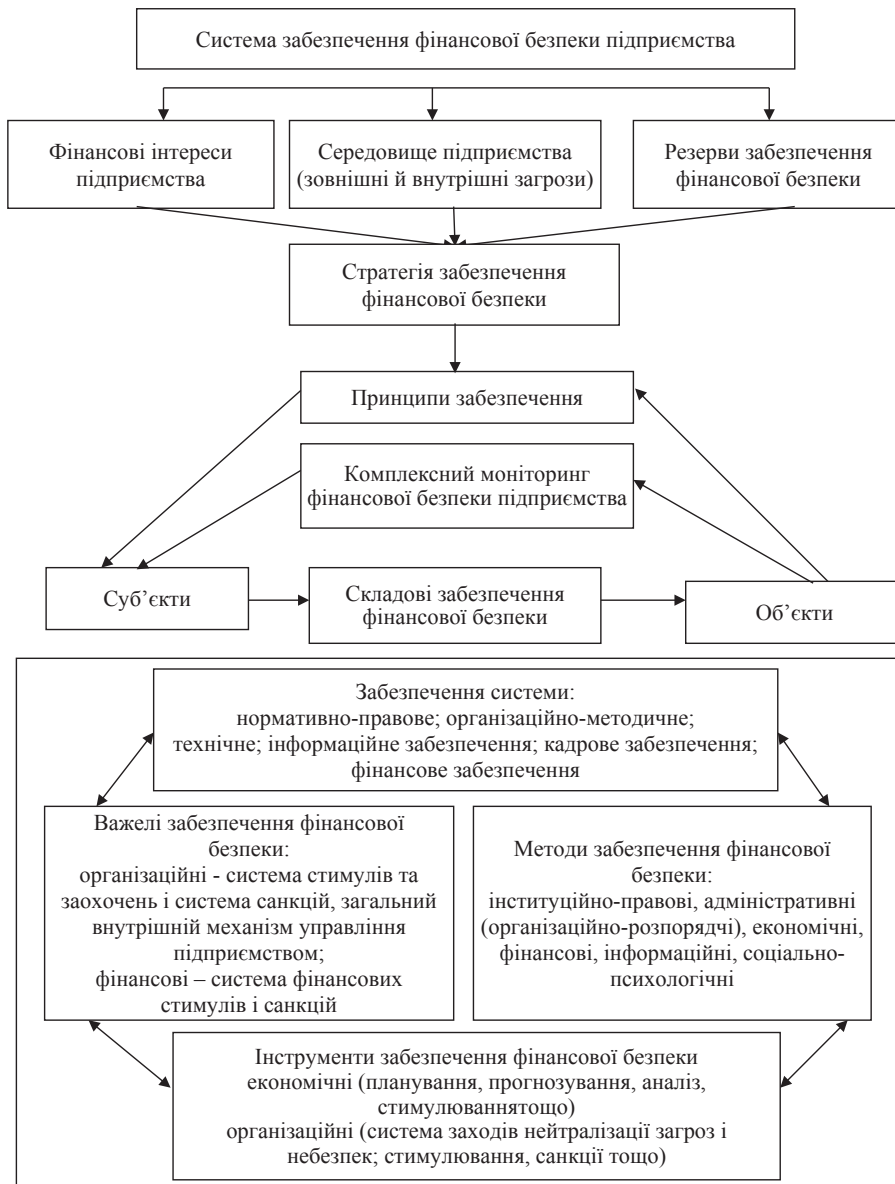 Система забезпечення фінансової безпеки підприємства
Фінансові інтереси
підприємства
Середовище підприємства
(зовнішні й внутрішні загрози)
Резерви забезпечення
фінансової безпеки
Стратегія забезпечення
фінансової безпеки
Принципи забезпечення
Комплексний моніторинг
фінансової безпеки підприємства
Суб’єкти
Складові забезпечення
фінансової безпеки
Об’єкти
Забезпечення системи:
нормативно-правове; організаційно-методичне;
технічне; інформаційне забезпечення; кадрове забезпечення;
фінансове забезпечення
Важелі забезпечення фінансової
безпеки:
організаційні - система стимулів та
заохочень і система санкцій, загальний
внутрішній механізм управління
підприємством;
фінансові – система фінансових
стимулів і санкцій
Методи забезпечення фінансової
безпеки:
інституційно-правові, адміністративні
(організаційно-розпорядчі), економічні,
фінансові, інформаційні, соціально-
психологічні
Інструменти забезпечення фінансової безпеки
економічні (планування, прогнозування, аналіз,
стимулюваннятощо)
організаційні (система заходів нейтралізації загроз і
небезпек; стимулювання, санкції тощо)